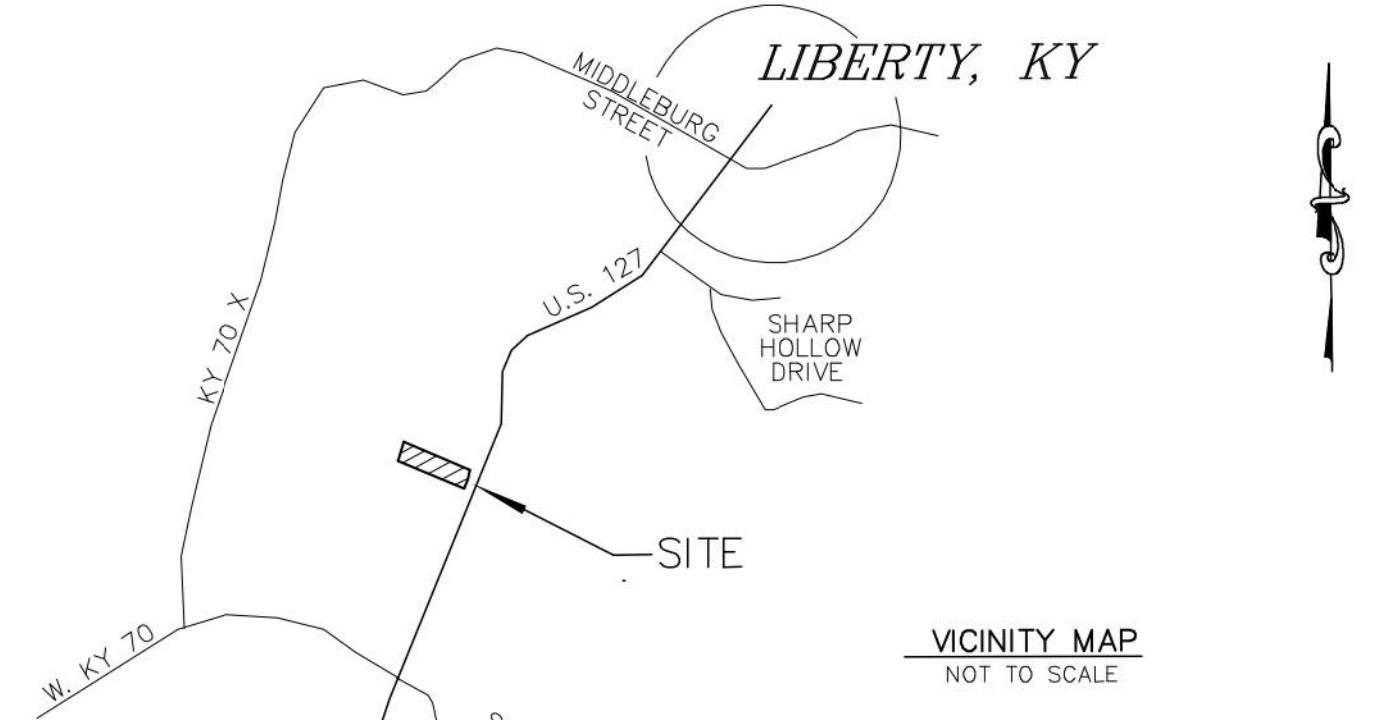 LIBERTY, KY
MIDDLEBURG
STREET
U.S. 127
KY 70 X
SHARP
HOLLOW
DRIVE
SITE
W. KY 70
VICINITY MAP
NOT TO SCALE